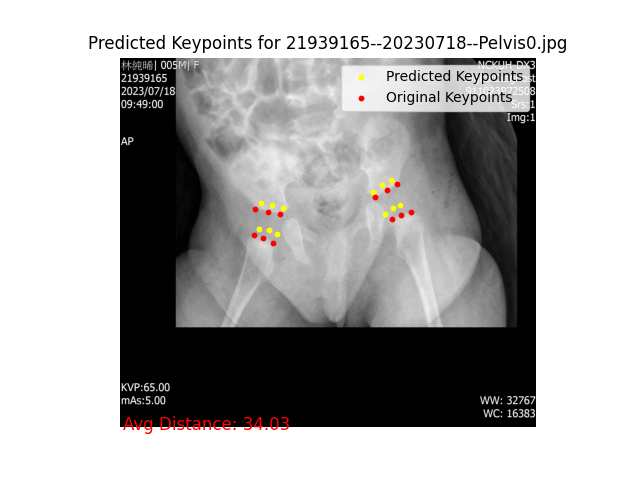 Predicted Keypoints for 21939165--20230718--Pelvis0.jpg
林純晞| 005M| F
21939165
2023/07/18
09:49:00
AP
NCKUH-DX3
Srs:1
Img:1
Predicted Keypoints
Original Keypoints
KVP:65.00
mAs:5.00
WW: 32767
WC: 16383
Avg Distance: 34.03